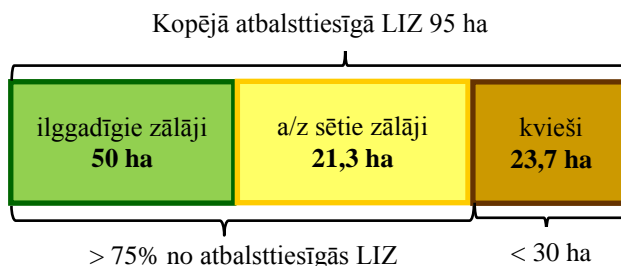 Kopējā atbalsttiesīgā LIZ 95 ha
ilggadīgie zālāji
50 ha
a/z sētie zālāji
21,3 ha
kvieši
23,7 ha
> 75% no atbalsttiesīgās LIZ
< 30 ha